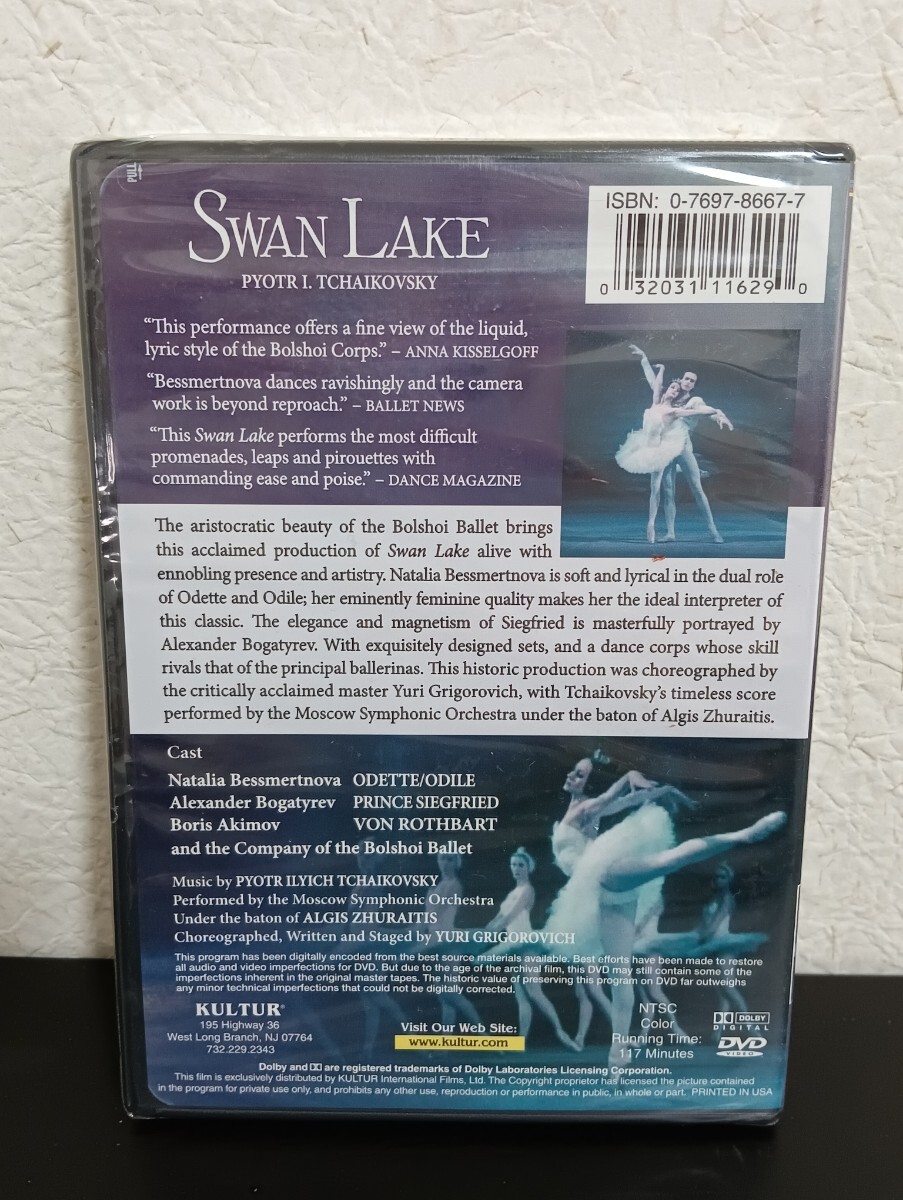 PULL
SWAN LAKE
PYOTR I. TCHAIKOVSKY
ISBN: 0-7697-8667-7
0 32031 11629 0
“This performance offers a fine view of the liquid,
lyric style of the Bolshoi Corps.” – ANNA KISSELGOFF
“Bessmertnova dances ravishingly and the camera
work is beyond reproach.” – BALLET NEWS
“This Swan Lake performs the most difficult
promenades, leaps and pirouettes with
commanding ease and poise.” – DANCE MAGAZINE
The aristocratic beauty of the Bolshoi Ballet brings
this acclaimed production of Swan Lake alive with
ennobling presence and artistry. Natalia Bessmertnova is soft and lyrical in the dual role
of Odette and Odile; her eminently feminine quality makes her the ideal interpreter of
this classic. The elegance and magnetism of Siegfried is masterfully portrayed by
Alexander Bogatyrev. With exquisitely designed sets, and a dance corps whose skill
rivals that of the principal ballerinas. This historic production was choreographed by
the critically acclaimed master Yuri Grigorovich, with Tchaikovsky’s timeless score
performed by the Moscow Symphonic Orchestra under the baton of Algis Zhuraitis.
Cast
Natalia Bessmertnova ODETTE/ODILE
Alexander Bogatyrev PRINCE SIEGFRIED
Boris Akimov VON ROTHBART
and the Company of the Bolshoi Ballet
Music by PYOTR ILYICH TCHAIKOVSKY
Performed by the Moscow Symphonic Orchestra
Under the baton of ALGIS ZHURAITIS
Choreographed, Written and Staged by YURI GRIGOROVICH
This program has been digitally encoded from the best source materials available. Best efforts have been made to restore
all audio and video imperfections for DVD. But due to the age of the archival film, this DVD may still contain some of the
imperfections inherent in the original master tapes. The historic value of preserving this program on DVD far outweighs
any minor technical imperfections that could not be digitally corrected.
KULTUR®
195 Highway 36
West Long Branch, NJ 07764
732.229.2343
Visit Our Web Site:
www.kultur.com
NTSC
Color
Running Time:
117 Minutes
DOLBY
DIGITAL
DVD
VIDEO
Dolby and DD are registered trademarks of Dolby Laboratories Licensing Corporation.
This film is exclusively distributed by KULTUR International Films, Ltd. The Copyright proprietor has licensed the picture contained
in the program for private use only, and prohibits any other use, reproduction or performance in public, in whole or part. PRINTED IN USA